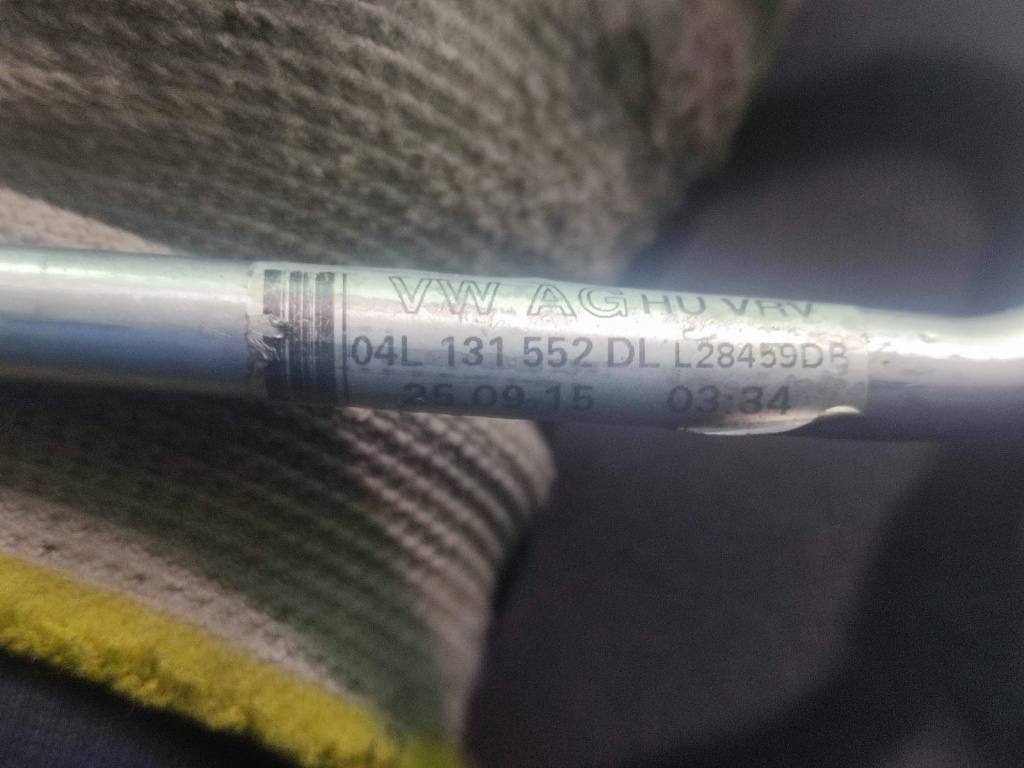 VW AG HU VRV
04L 131 552 DL L28459DB
25.09.15 03:34